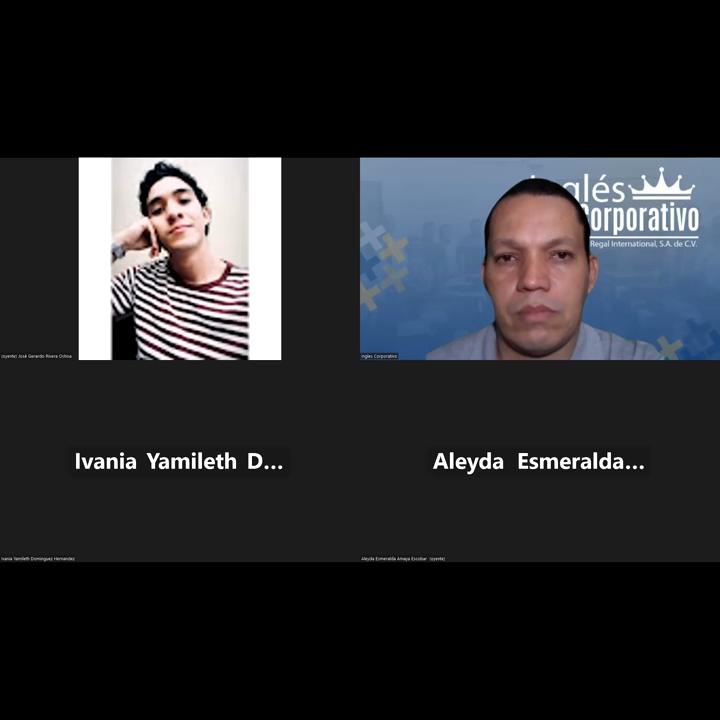 Inglés
Corporativo
Regal International, S.A. de C.V.
(oyente) José Gerardo Rivera Ochoa
Ingles Corporativo
Ivania Yamileth D...
Aleyda Esmeralda...
Ivania Yamileth Dominguez Hernandez
Aleyda Esmeralda Amaya Escobar (oyente)